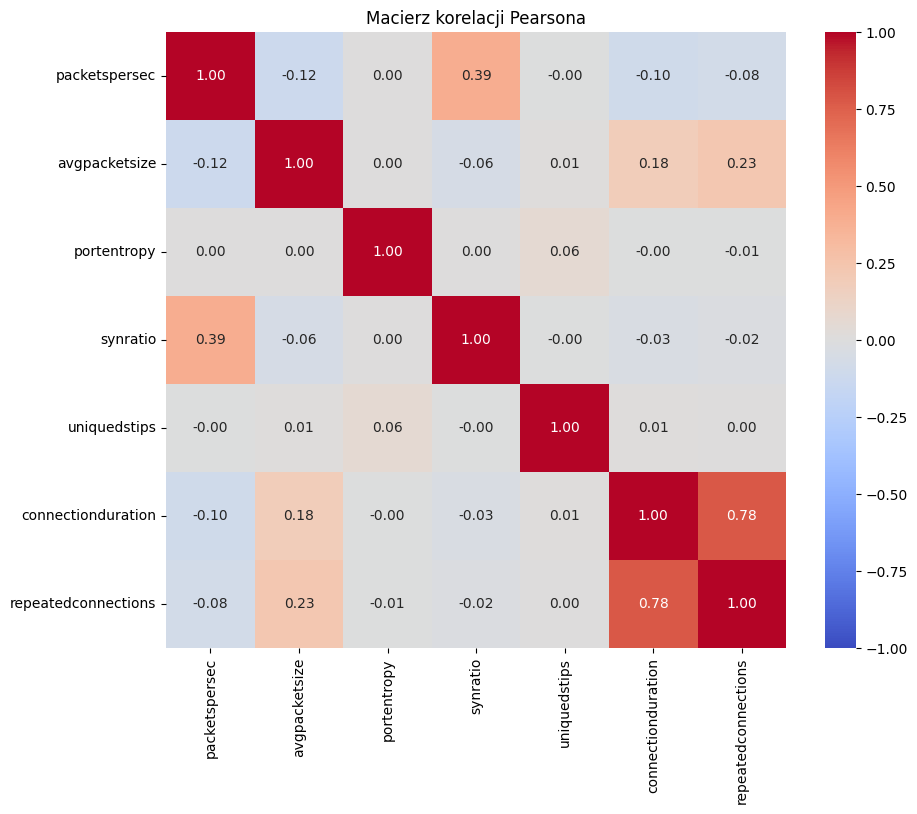 Macierz korelacji Pearsona
packetspersec 1.00 -0.12 0.00 0.39 -0.00 -0.10 -0.08
avgpacketsize -0.12 1.00 0.00 -0.06 0.01 0.18 0.23
portentropy 0.00 0.00 1.00 0.00 0.06 -0.00 -0.01
synratio 0.39 -0.06 0.00 1.00 -0.00 -0.03 -0.02
uniquedstips -0.00 0.01 0.06 -0.00 1.00 0.01 0.00
connectionduration -0.10 0.18 -0.00 -0.03 0.01 1.00 0.78
repeatedconnections -0.08 0.23 -0.01 -0.02 0.00 0.78 1.00
packetspersec
avgpacketsize
portentropy
synratio
uniquedstips
connectionduration
repeatedconnections
1.00
0.75
0.50
0.25
0.00
−0.25
−0.50
−0.75
−1.00